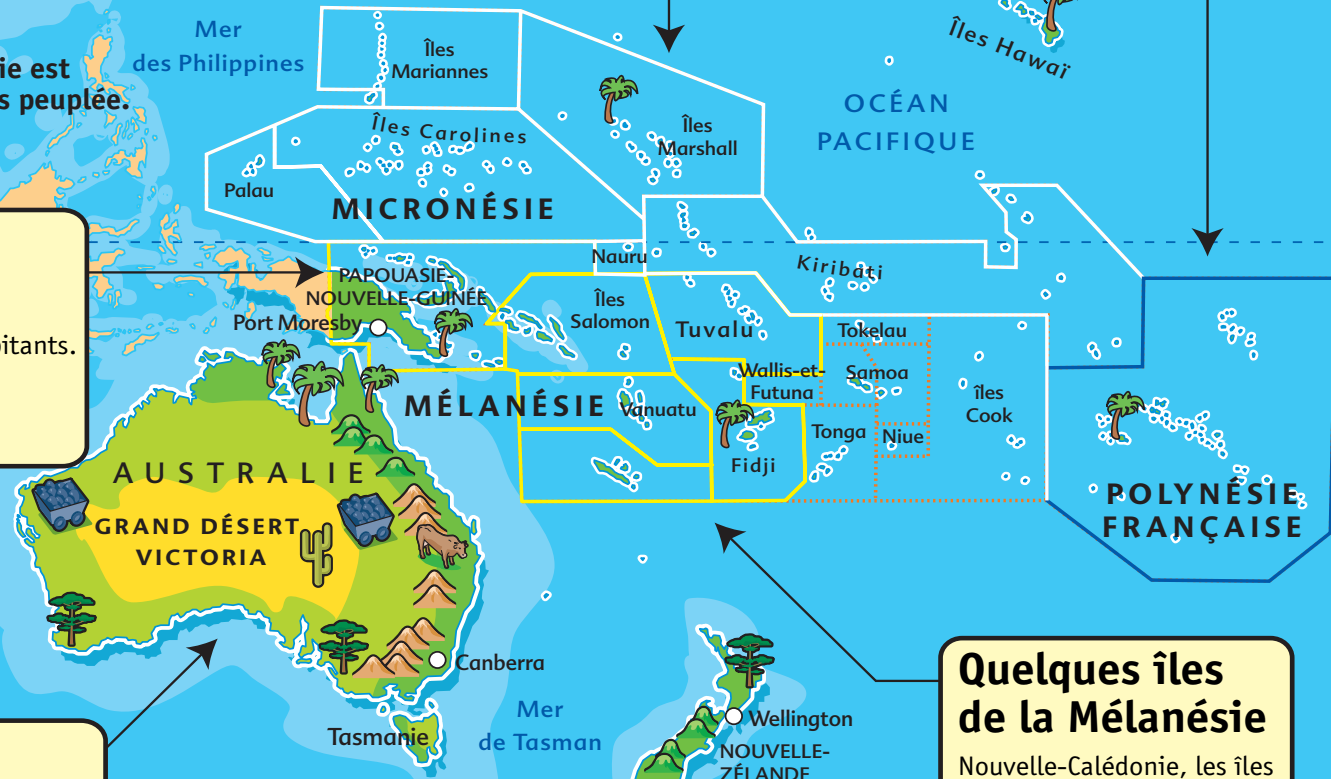 Mer
des Philippines
Îles
Mariannes
Îles Hawaï
ie est
s peuplée.
OCÉAN
PACIFIQUE
Îles Carolines
Îles
Marshall
Palau
MICRONÉSIE
Nauru
Kiribati
PAPOUASIE-
NOUVELLE-GUINÉE
Port Moresby
Îles
Salomon
Tuvalu
Tokelau
bitants.
Wallis-et-
Futuna
Samoa
îles
Cook
MÉLANÉSIE
Vanuatu
Tonga
Niue
Fidji
AUSTRALIE
GRAND DÉSERT
VICTORIA
POLYNÉSIE
FRANÇAISE
Canberra
Tasmanie
Mer
de Tasman
Wellington
NOUVELLE-
ZÉLANDE
Quelques îles
de la Mélanésie
Nouvelle-Calédonie, les îles